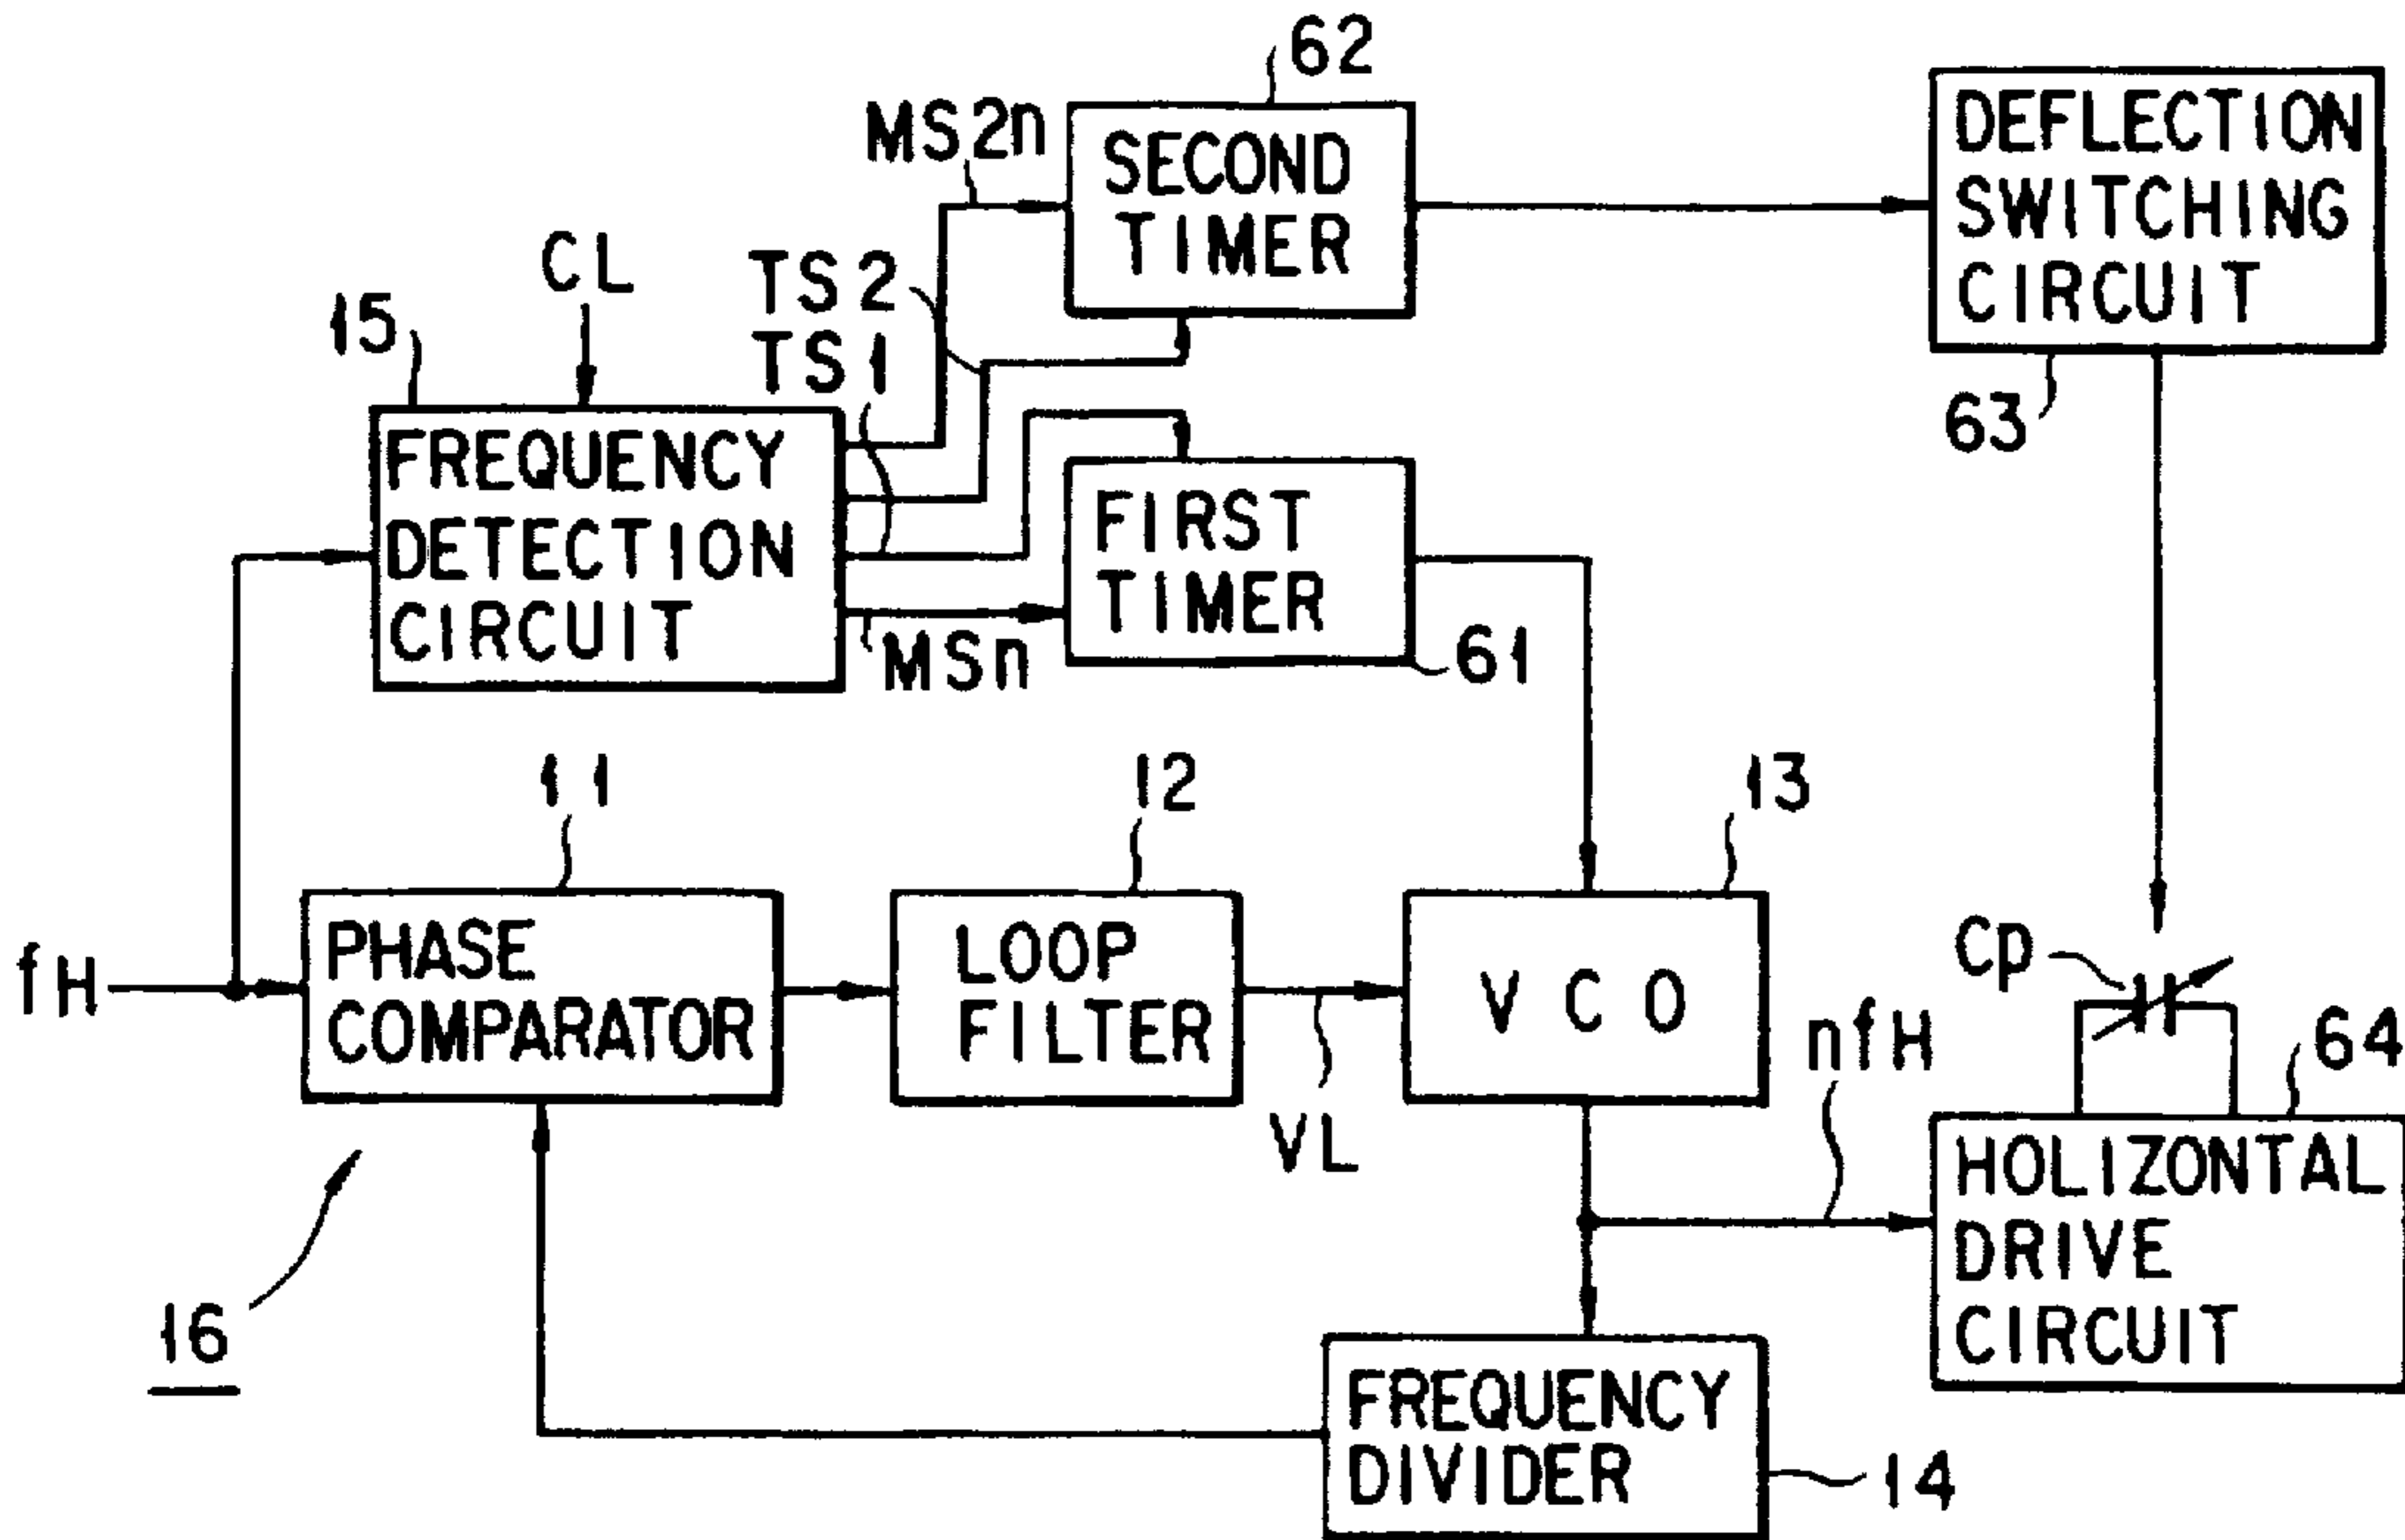 62
MS2n
SECOND
TIMER
DEFLECTION
SWITCHING
CIRCUIT
63
CL
TS2
TS1
15
FREQUENCY
DETECTION
CIRCUIT
MSn
FIRST
TIMER
61
11
12
13
fH
PHASE
COMPARATOR
LOOP
FILTER
VL
VCO
Cp
nfH
64
HOLIZONTAL
DRIVE
CIRCUIT
16
FREQUENCY
DIVIDER
14